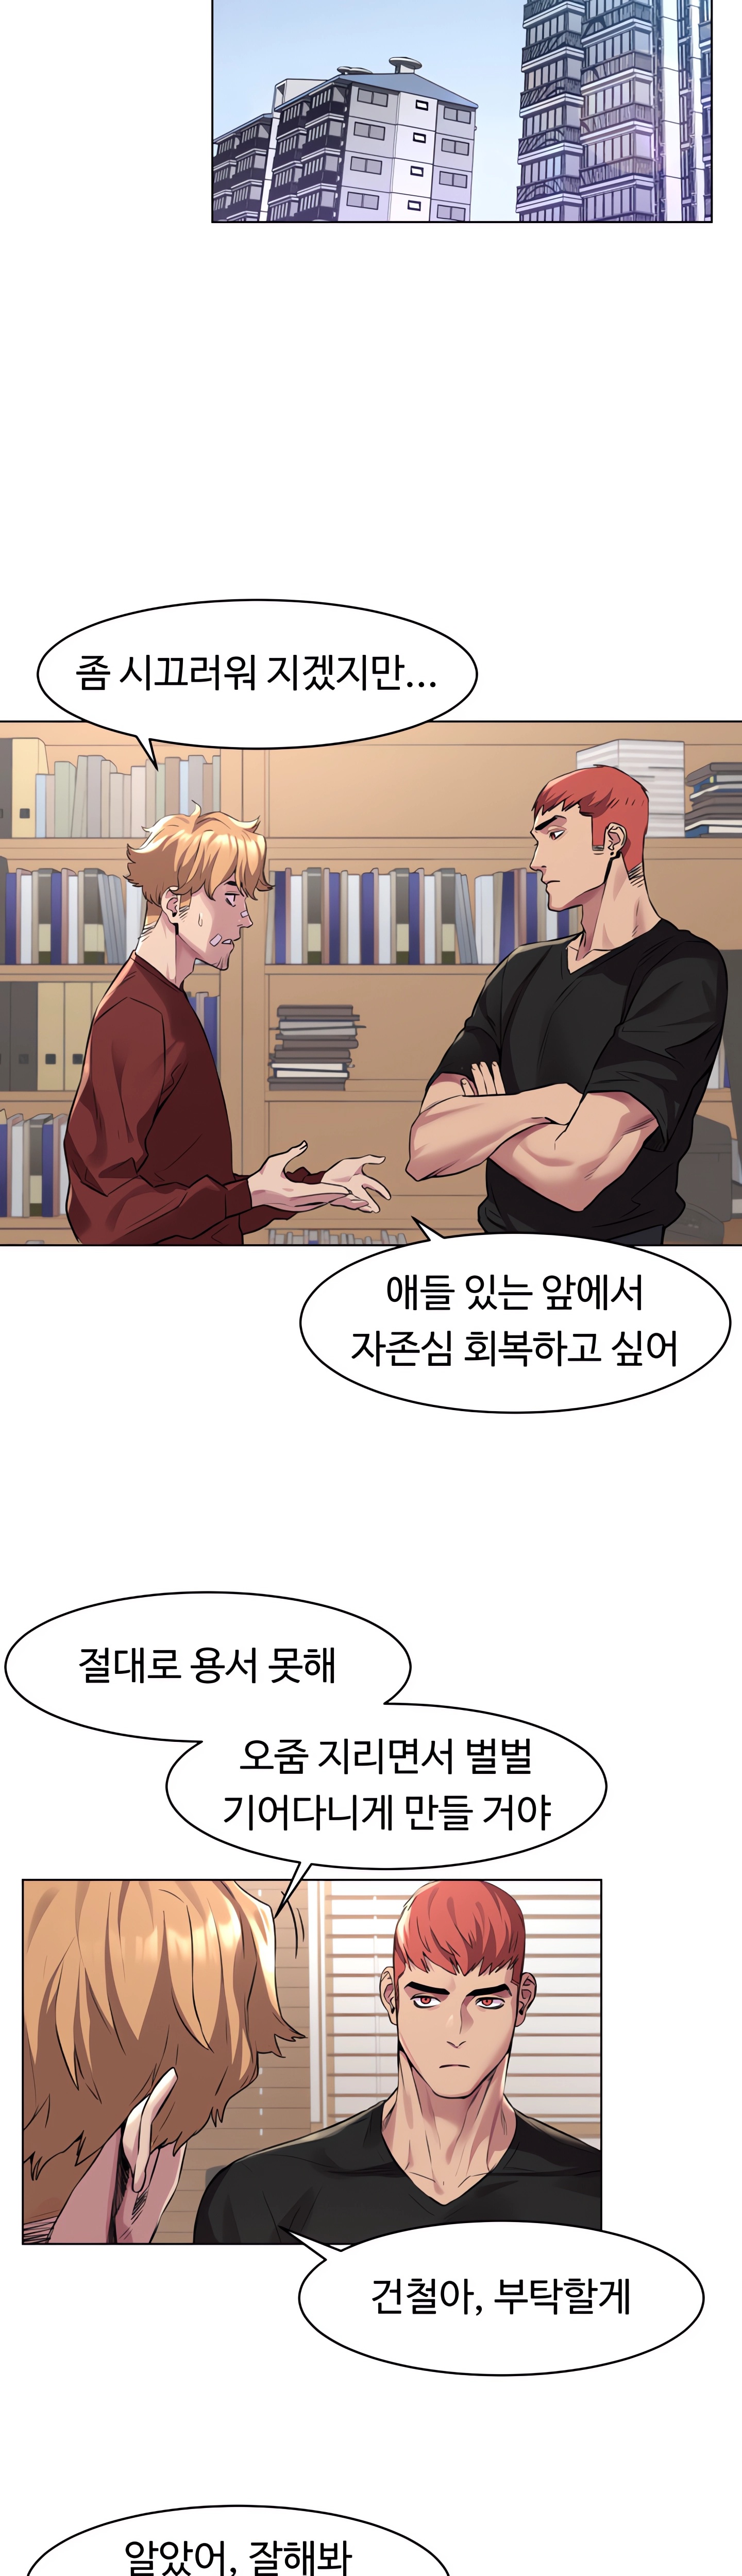 좀 시끄러워 지겠지만...
애들 있는 앞에서
자존심 회복하고 싶어
절대로 용서 못해
오줌 지리면서 벌벌
기어다니게 만들 거야
건철아, 부탁할게
알았어, 잘해봐